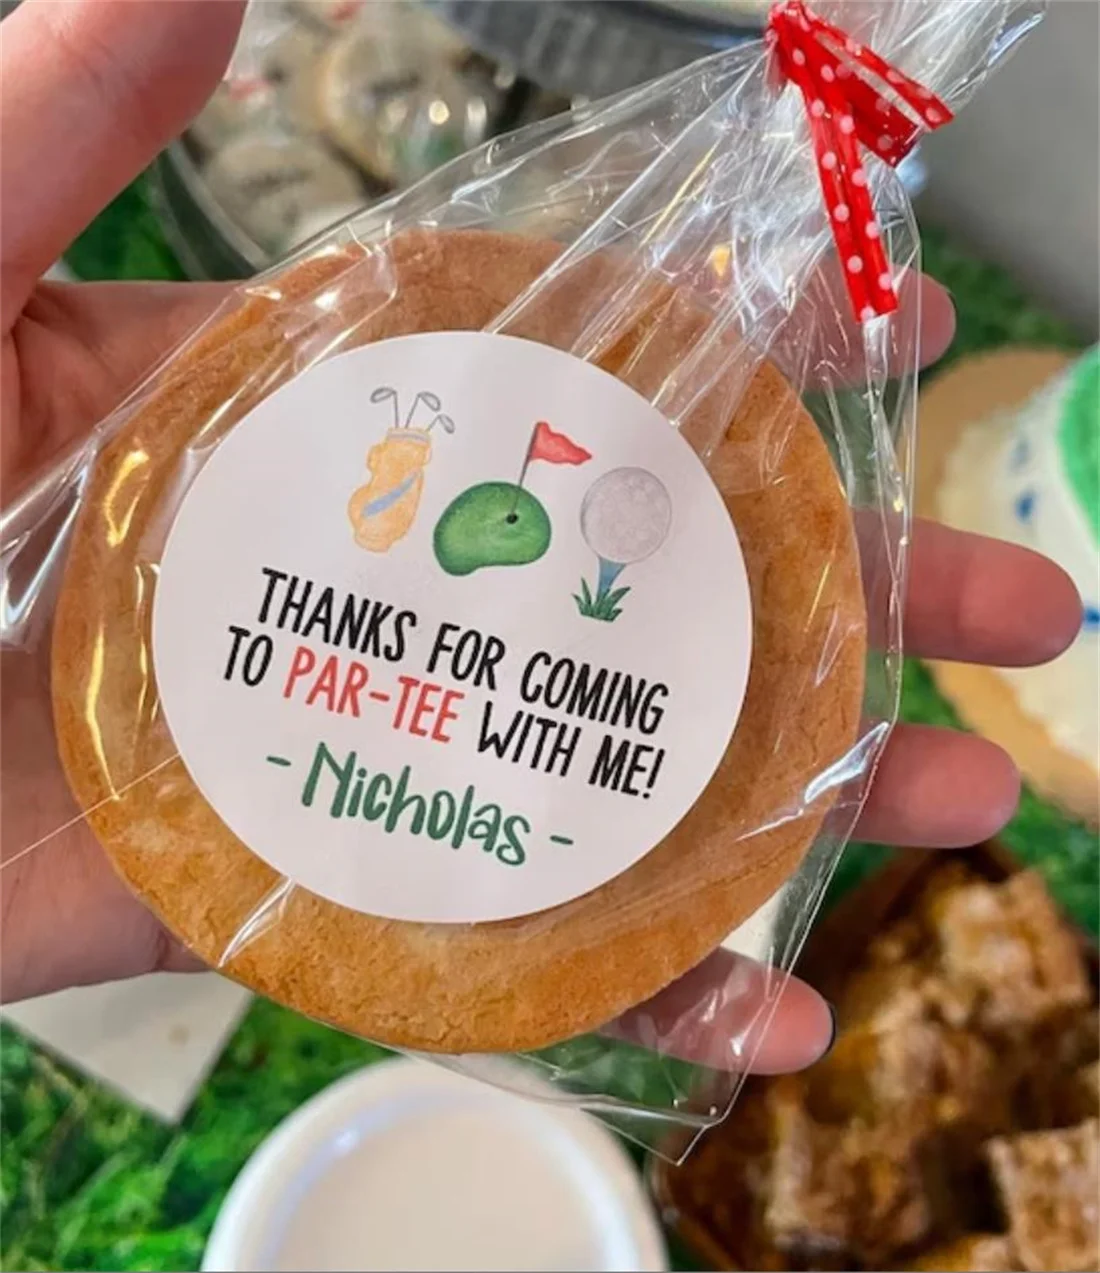 THANKS FOR COMING
TO PAR-TEE WITH ME!
- Nicholas -